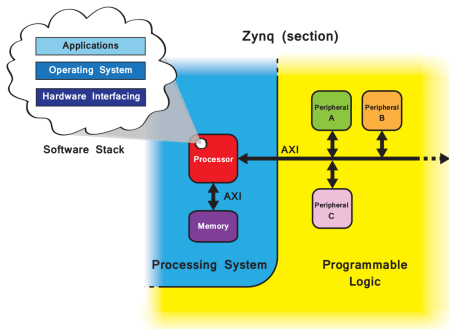 Zynq (section)
Applications
Operating System
Hardware Interfacing
Software Stack
Peripheral
A
Peripheral
B
Processor
AXI
AXI
Peripheral
C
Memory
Processing System
Programmable
Logic